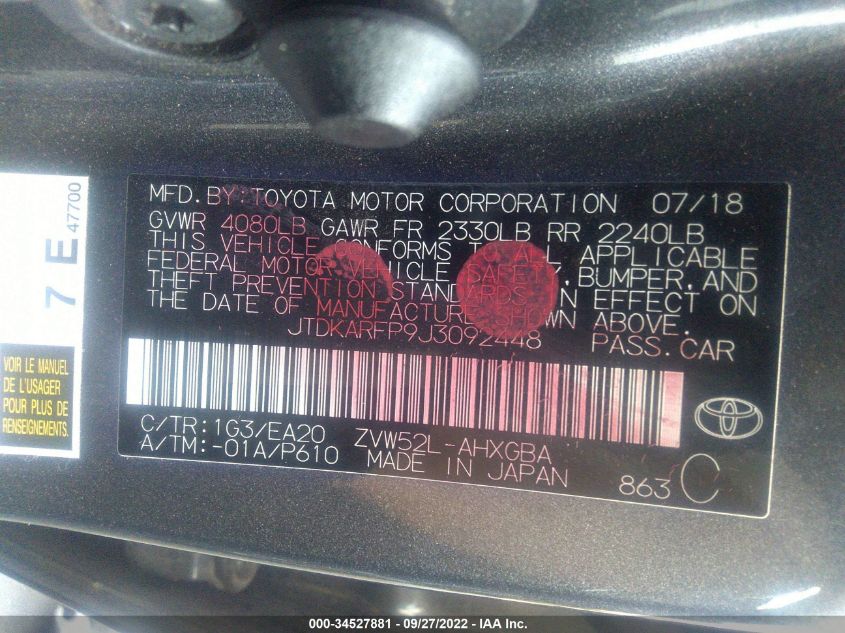 MFD.BY:TOYOTA MOTOR CORPORATION 07/18
GVWR 4080LB GAWR FR 2330LB RR 2240LB
THIS VEHICLE CONFORMS ALL APPLICABLE
FEDERAL MOTOR VEHICLE SAFETY, BUMPER, AND
THEFT PREVENTION STANDARDS IN EFFECT ON
THE DATE OF MANUFACTURE SHOWN ABOVE.
JTDKARFP9J3092448 PASS.CAR
C/TR:1G3/EA20 ZVW52L-AHXGBA
A/TM:-01A/P610 MADE IN JAPAN
863 C
7 E
47700
VOIR LE MANUEL
DE L'USAGER
POUR PLUS DE
RENSEIGNEMENTS.
000-34527881 - 09/27/2022 - IAA Inc.